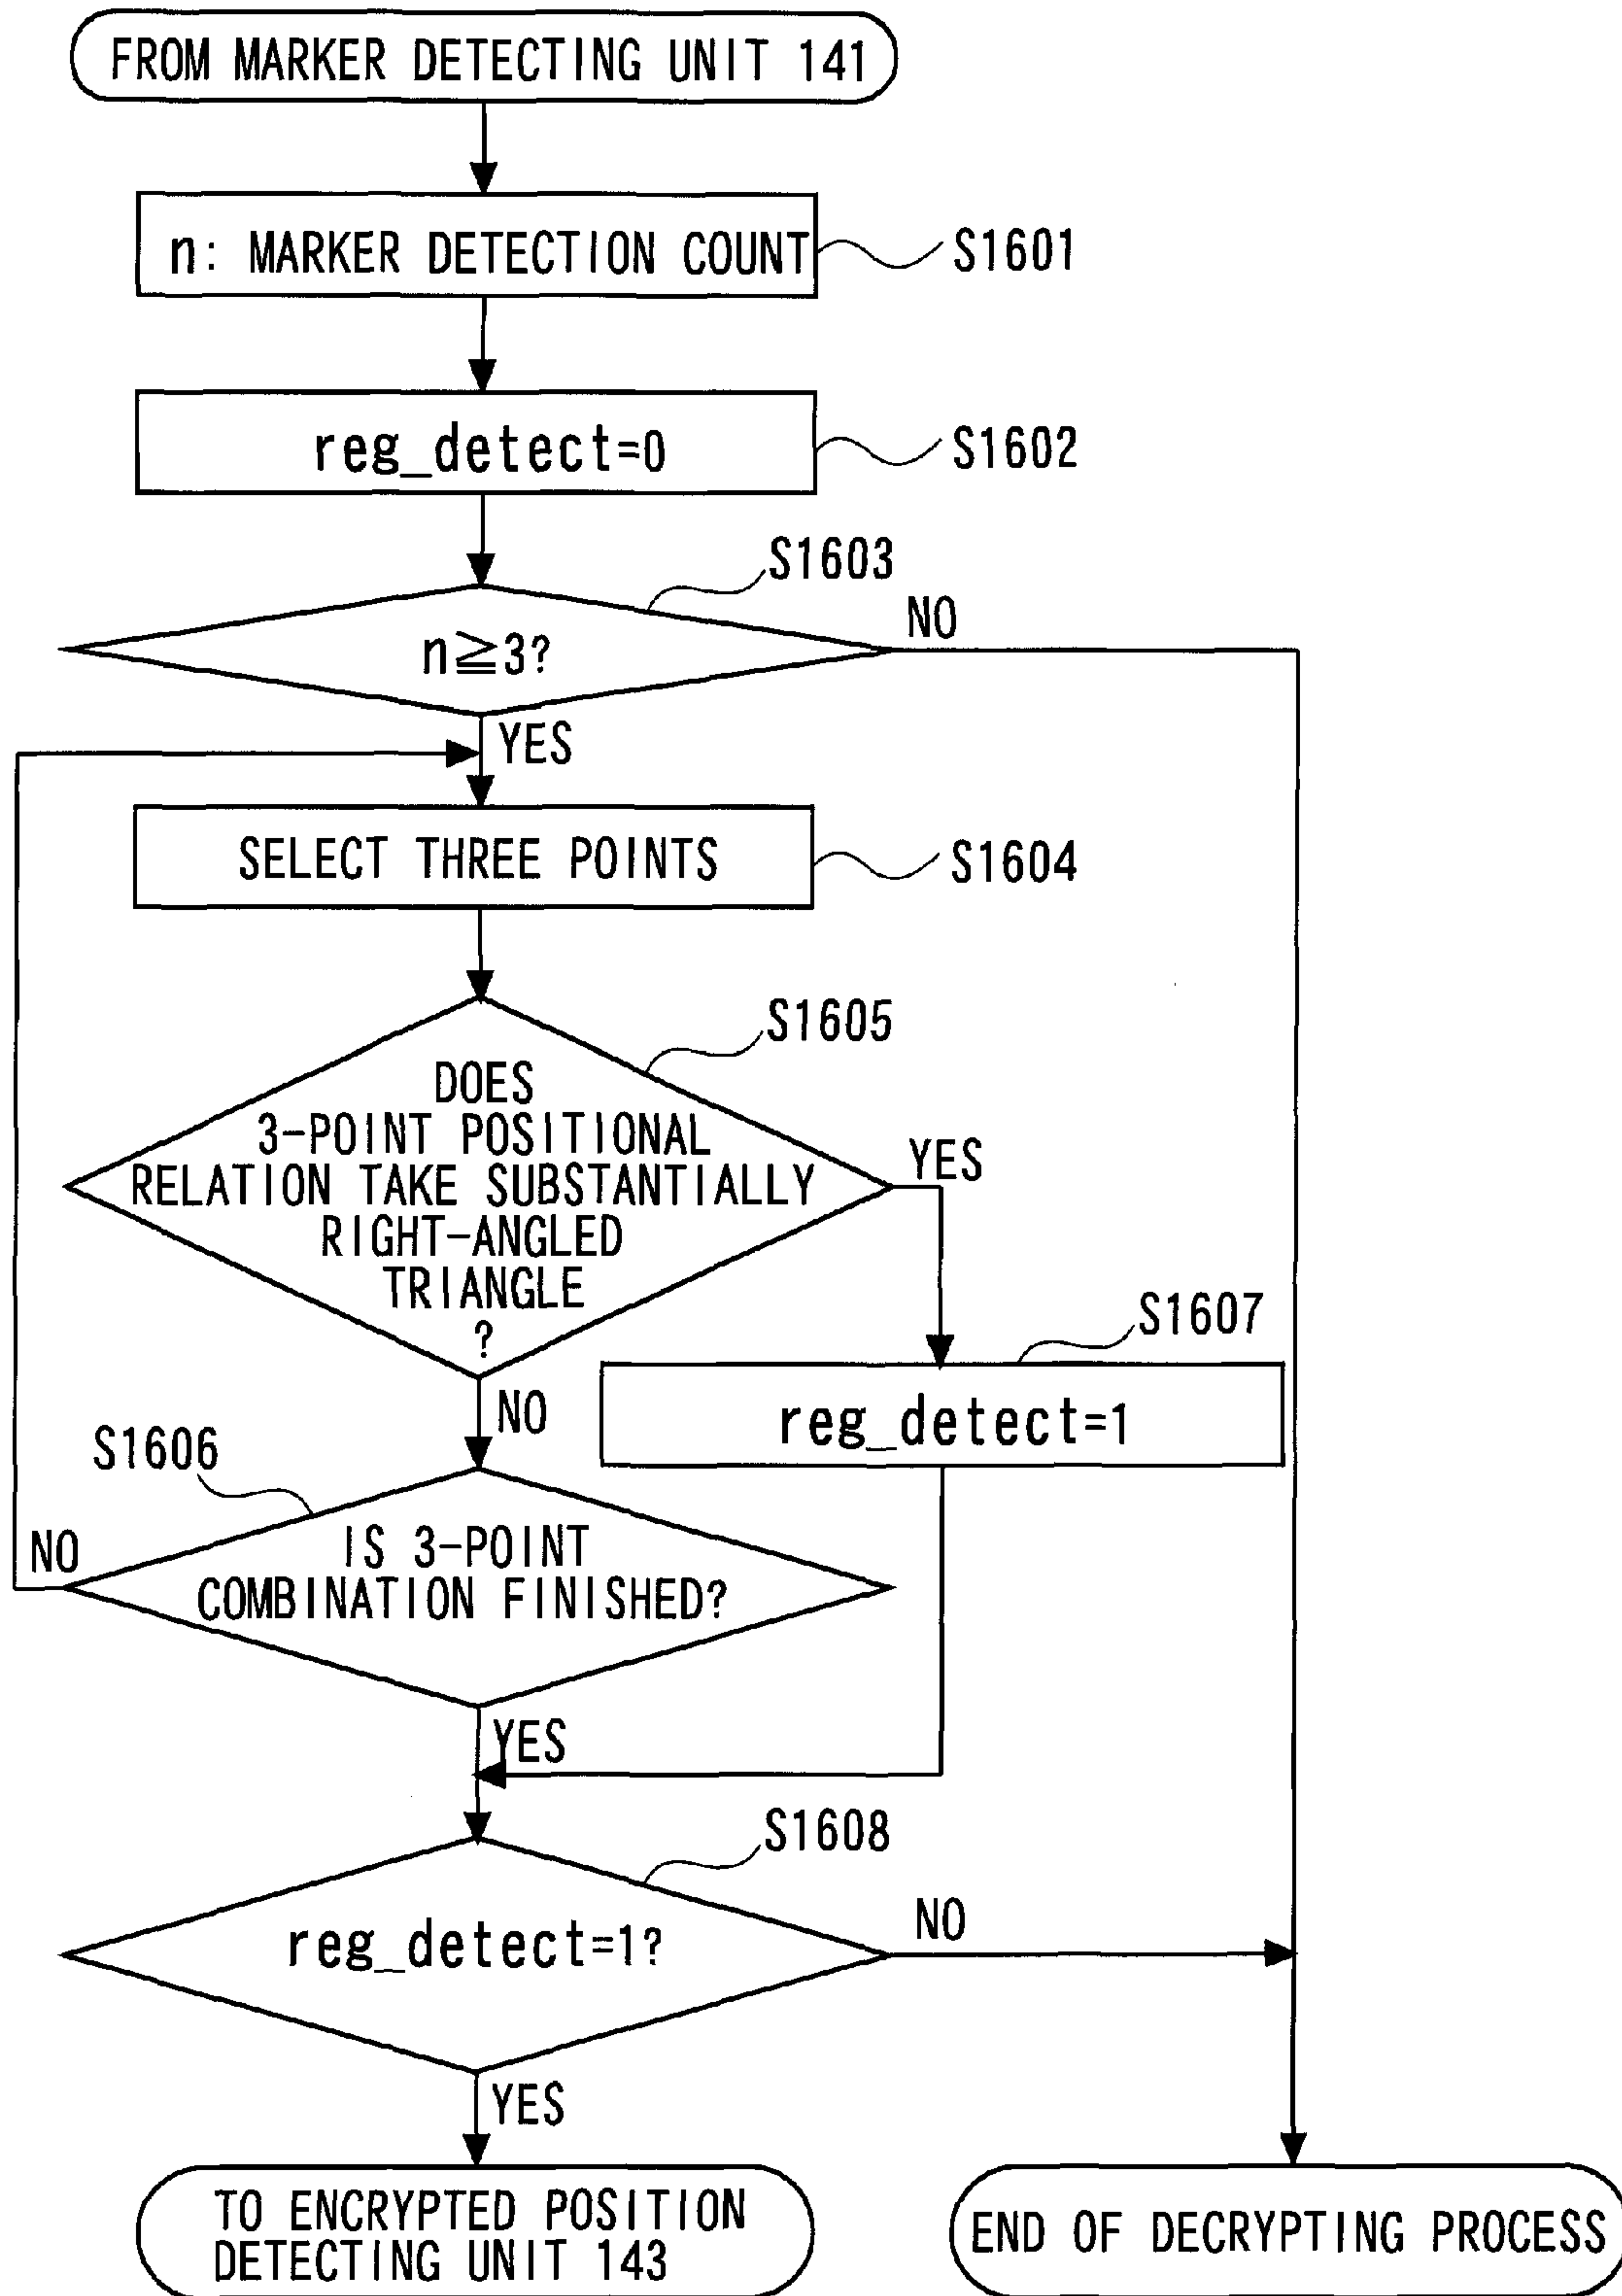 FROM MARKER DETECTING UNIT 141
n: MARKER DETECTION COUNT
S1601
reg_detect=0
S1602
S1603
n≧3?
NO
YES
SELECT THREE POINTS
S1604
S1605
DOES
3-POINT POSITIONAL
RELATION TAKE SUBSTANTIALLY
RIGHT-ANGLED
TRIANGLE
?
YES
NO
S1607
reg_detect=1
S1606
IS 3-POINT
COMBINATION FINISHED?
NO
YES
S1608
reg_detect=1?
NO
YES
TO ENCRYPTED POSITION
DETECTING UNIT 143
END OF DECRYPTING PROCESS